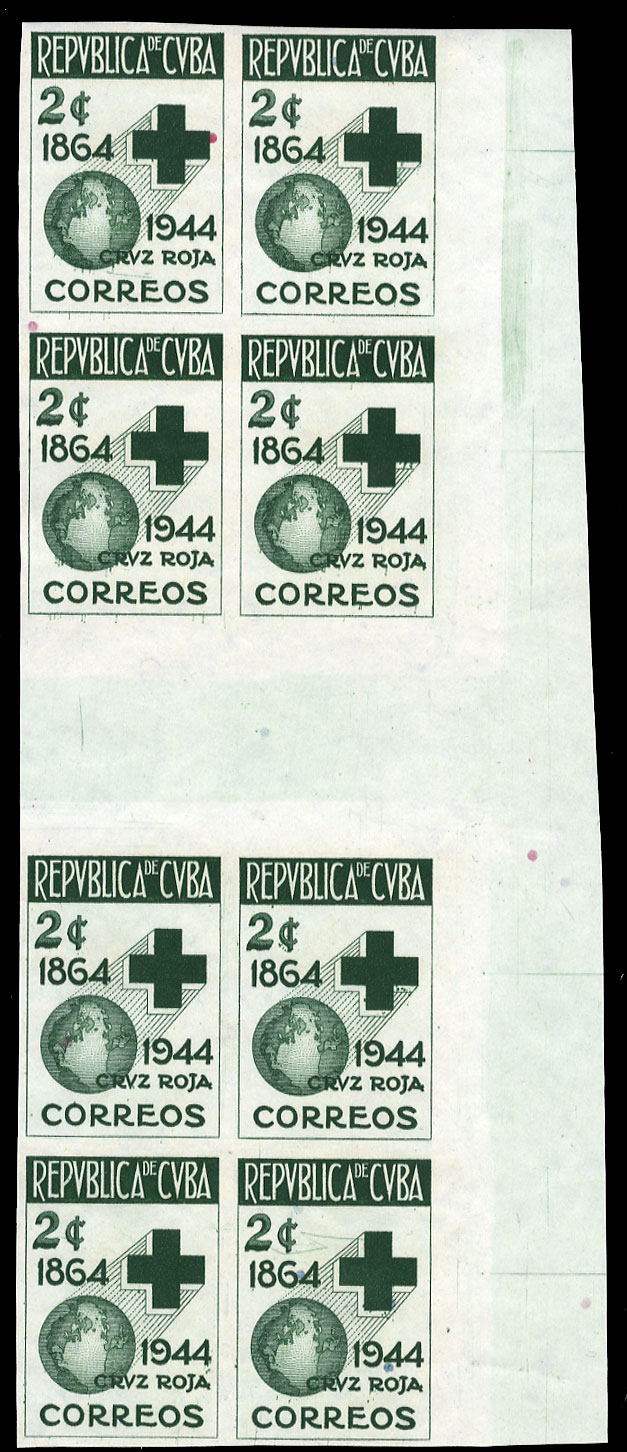 REPVBLICA DE CVBA REPVBLICA DE CVBA
2¢ 2¢
1864 1864
1944 1944
CRVZ ROJA CRVZ ROJA
CORREOS CORREOS
REPVBLICA DE CVBA REPVBLICA DE CVBA
2¢ 2¢
1864 1864
1944 1944
CRVZ ROJA CRVZ ROJA
CORREOS CORREOS
REPVBLICA DE CVBA REPVBLICA DE CVBA
2¢ 2¢
1864 1864
1944 1944
CRVZ ROJA CRVZ ROJA
CORREOS CORREOS
REPVBLICA DE CVBA REPVBLICA DE CVBA
2¢ 2¢
1864 1864
1944 1944
CRVZ ROJA CRVZ ROJA
CORREOS CORREOS